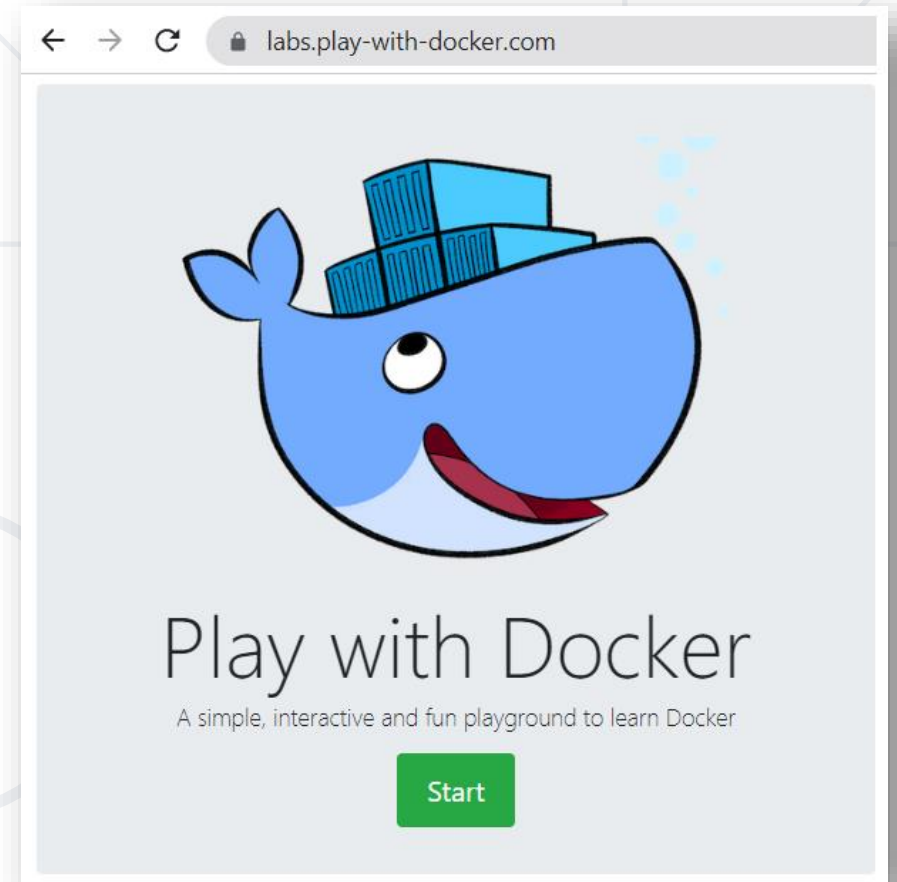 labs.play-with-docker.com
Play with Docker
A simple, interactive and fun playground to learn Docker
Start